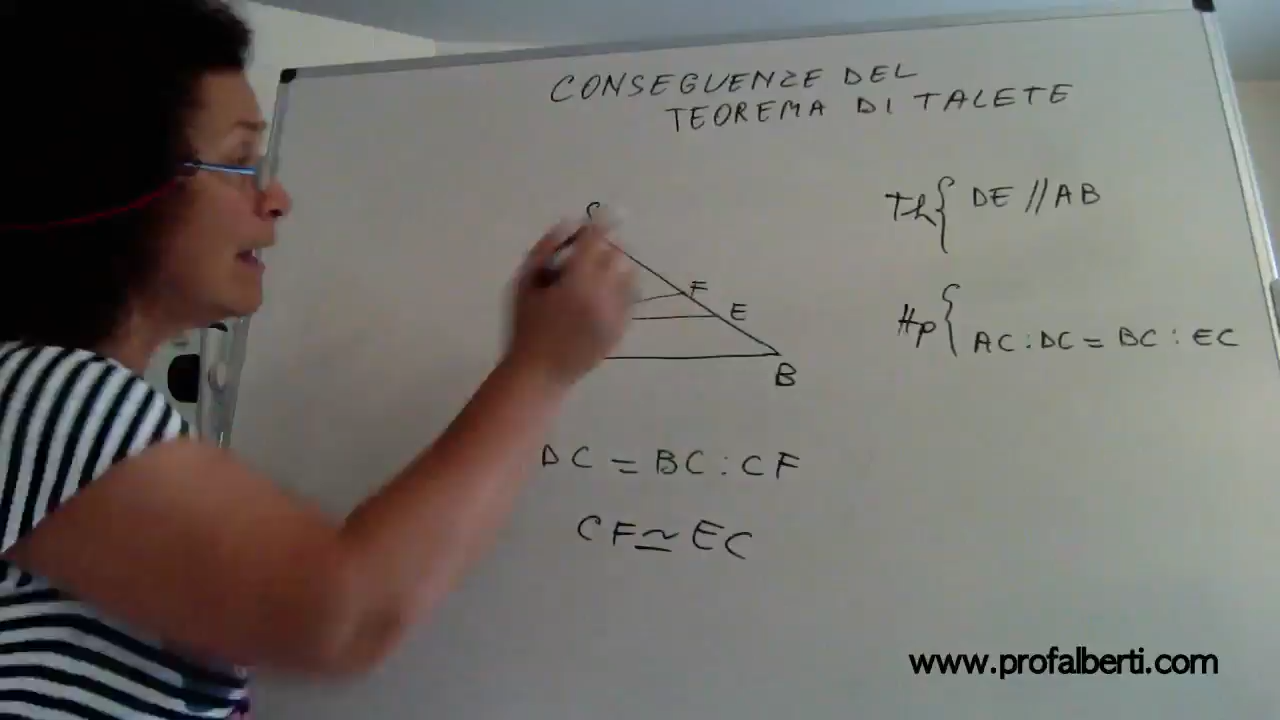 CONSEGUENZE DEL
TEOREMA DI TALETE
Th{ DE // AB
C
F
E
Hp{ AC : DC = BC : EC
B
DC = BC : CF
CF ≃ EC
www.profalberti.com